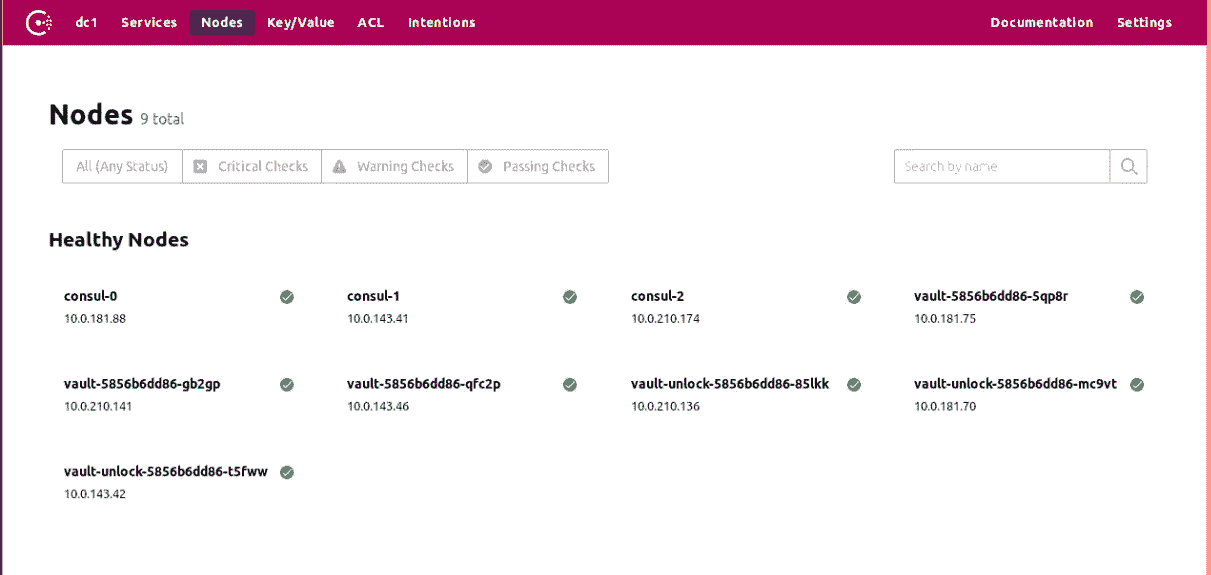 dc1 Services Nodes Key/Value ACL Intentions Documentation Settings
Nodes 9 total
All (Any Status) Critical Checks Warning Checks Passing Checks Search by name
Healthy Nodes
consul-0 consul-1 consul-2 vault-5856b6dd86-5qp8r
10.0.181.88 10.0.143.41 10.0.210.174 10.0.181.75
vault-5856b6dd86-gb2gp vault-5856b6dd86-qfc2p vault-unlock-5856b6dd86-85lkk vault-unlock-5856b6dd86-mc9vt
10.0.210.141 10.0.143.46 10.0.210.136 10.0.181.70
vault-unlock-5856b6dd86-t5fww
10.0.143.42